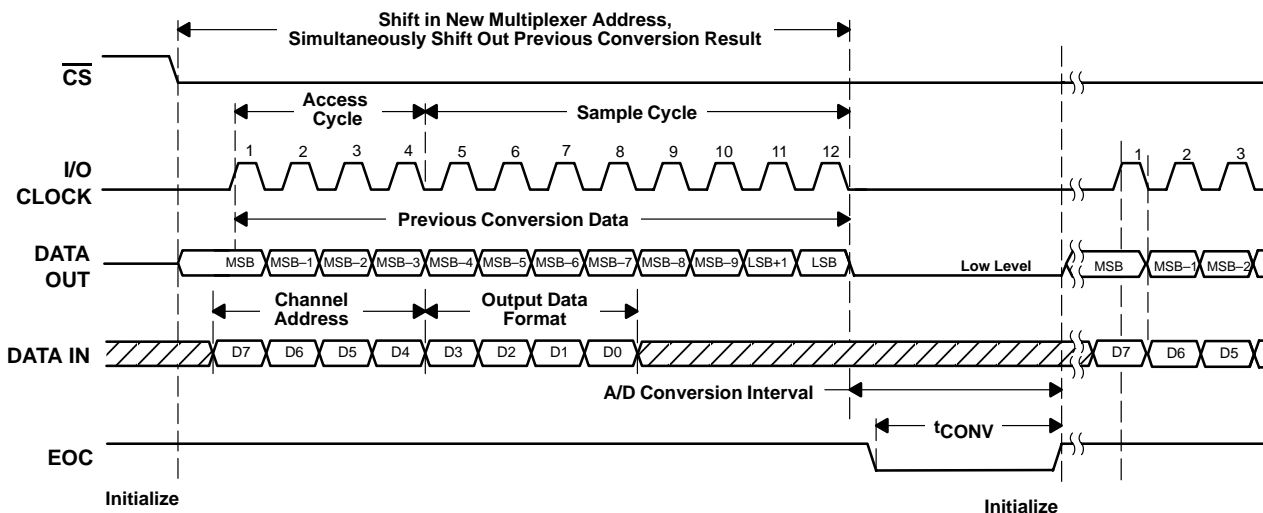 Shift in New Multiplexer Address,
Simultaneously Shift Out Previous Conversion Result
CS
Access
Cycle
Sample Cycle
I/O
CLOCK
1 2 3 4 5 6 7 8 9 10 11 12 1 2 3
Previous Conversion Data
DATA
OUT
MSB MSB–1 MSB–2 MSB–3 MSB–4 MSB–5 MSB–6 MSB–7 MSB–8 MSB–9 LSB+1 LSB Low Level MSB MSB–1 MSB–2
Channel
Address
Output Data
Format
DATA IN
D7 D6 D5 D4 D3 D2 D1 D0 D7 D6 D5
A/D Conversion Interval
tCONV
EOC
Initialize
Initialize